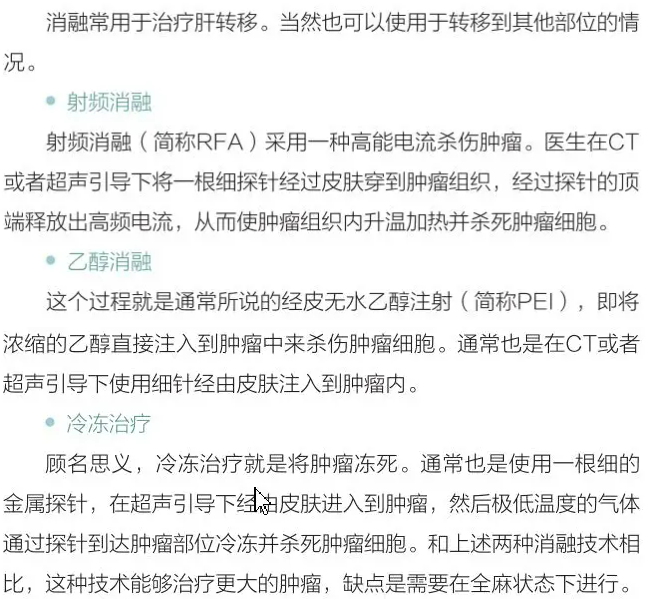 消融常用于治疗肝转移。当然也可以使用于转移到其他部位的情
况。
• 射频消融
射频消融（简称RFA）采用一种高能电流杀伤肿瘤。医生在CT
或者超声引导下将一根细探针经过皮肤穿到肿瘤组织，经过探针的顶
端释放出高频电流，从而使肿瘤组织内升温加热并杀死肿瘤细胞。
• 乙醇消融
这个过程就是通常所说的经皮无水乙醇注射（简称PEI），即将
浓缩的乙醇直接注入到肿瘤中来杀伤肿瘤细胞。通常也是在CT或者
超声引导下使用细针经由皮肤注入到肿瘤内。
• 冷冻治疗
顾名思义，冷冻治疗就是将肿瘤冻死。通常也是使用一根细的
金属探针，在超声引导下经由皮肤进入到肿瘤，然后极低温度的气体
通过探针到达肿瘤部位冷冻并杀死肿瘤细胞。和上述两种消融技术相
比，这种技术能够治疗更大的肿瘤，缺点是需要在全麻状态下进行。